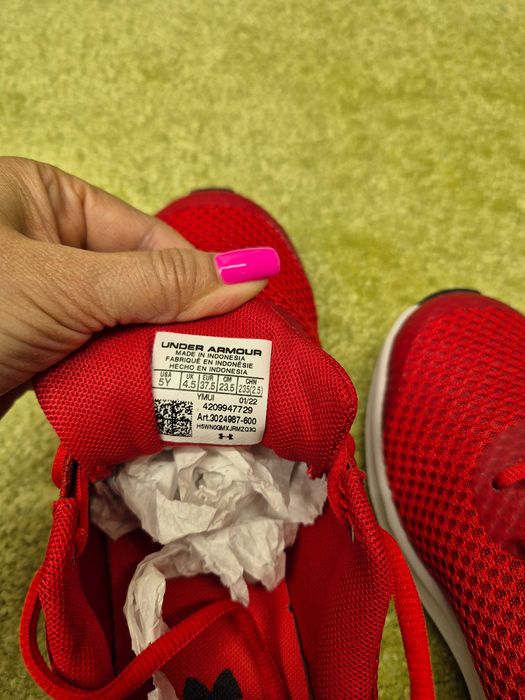 UNDER ARMOUR
MADE IN INDONESIA
FABRIQUÉ EN INDONÉSIE
HECHO EN INDONESIA
USA UK EUR CM CHN
5Y 4.5 37.5 23.5 235(2.5)
YMUI 01/22
4209947729
Art.3024987-600